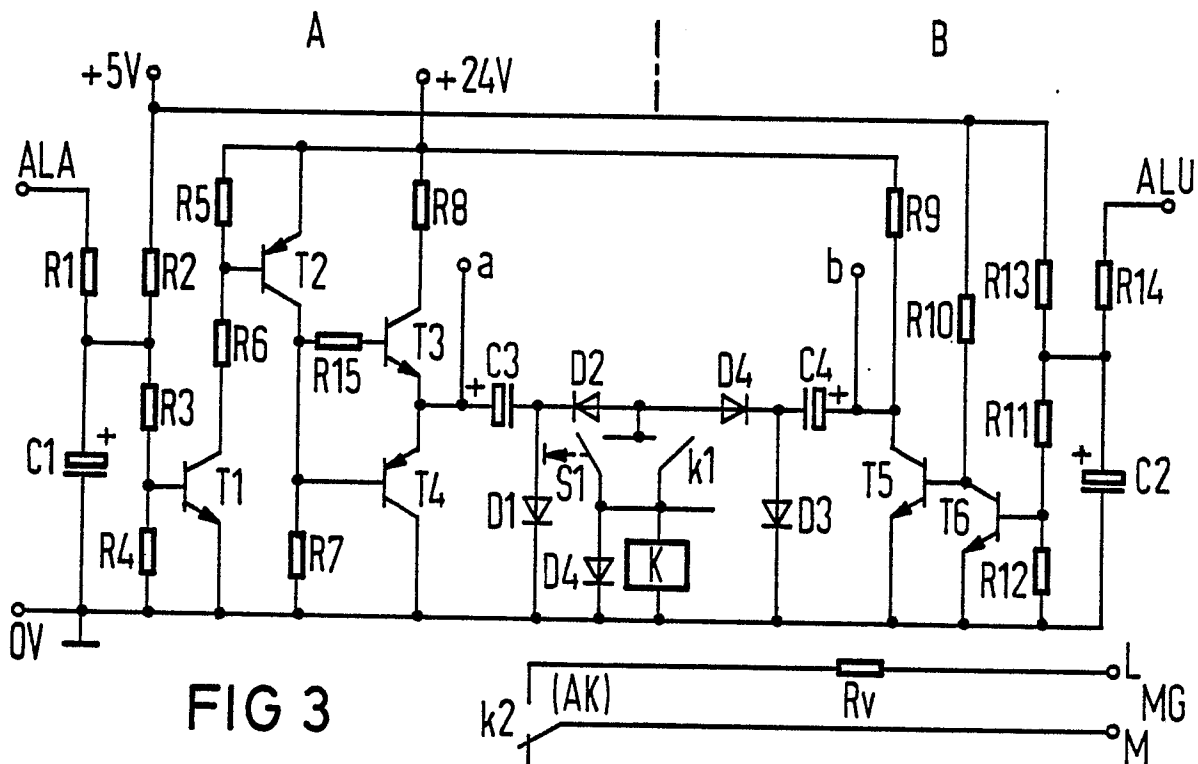 A
B
+5V
+24V
ALA
ALU
R5
R8
R9
R1
R2
T2
a
b
R13
R14
R6
R10
R15
T3
C3
D2
D4
C4
R3
R11
C1
+
+
+
+
T1
T4
S1
k1
T5
T6
C2
D1
D3
R4
R7
D4
K
R12
0V
FIG 3
k2
(AK)
Rv
L
MG
M